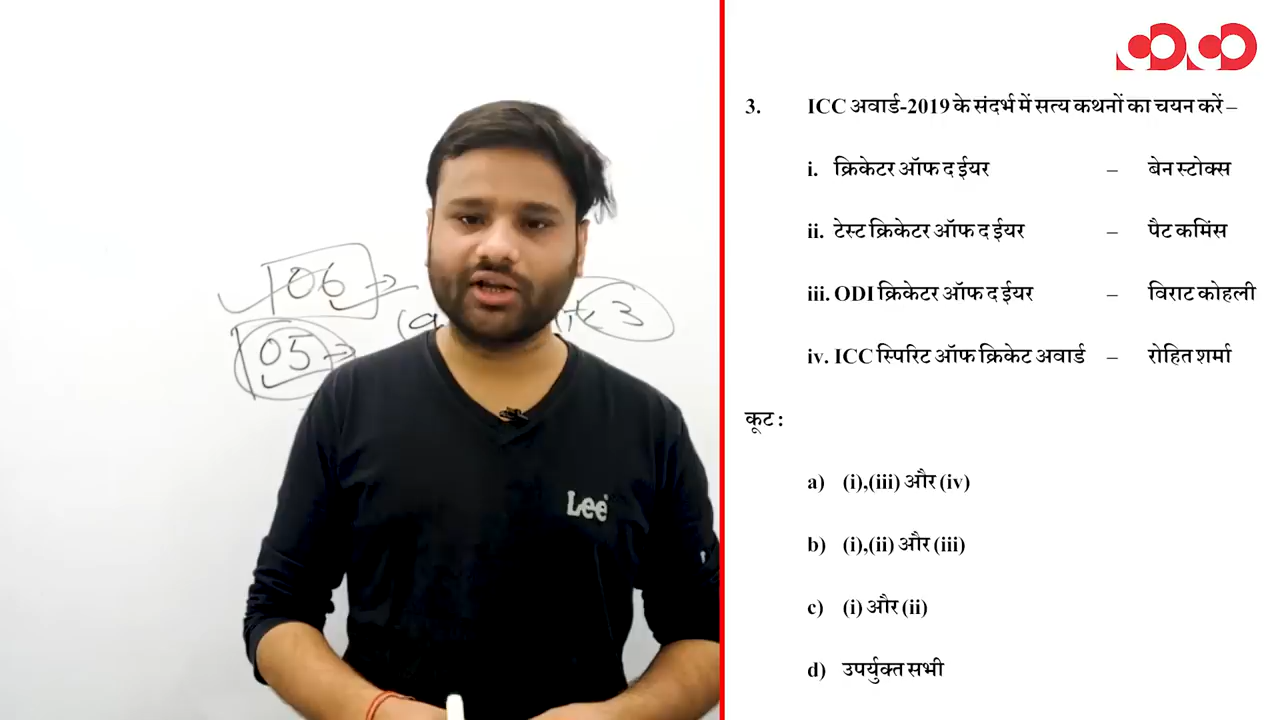 3. ICC अवार्ड-2019 के संदर्भ में सत्य कथनों का चयन करें –
i. क्रिकेटर ऑफ द ईयर – बेन स्टोक्स
ii. टेस्ट क्रिकेटर ऑफ द ईयर – पैट कमिंस
iii. ODI क्रिकेटर ऑफ द ईयर – विराट कोहली
iv. ICC स्पिरिट ऑफ क्रिकेट अवार्ड – रोहित शर्मा
कूट :
a) (i),(iii) और (iv)
b) (i),(ii) और (iii)
c) (i) और (ii)
d) उपर्युक्त सभी
106
05
3
Lee